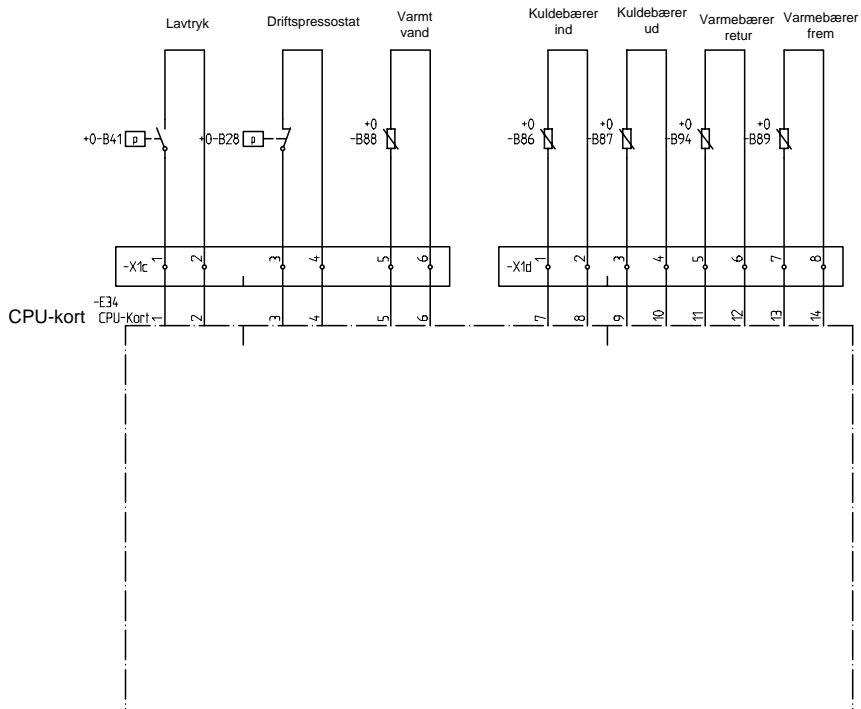 Lavtryk
Driftspressostat
Varmt
vand
Kuldebærer
ind
Kuldebærer
ud
Varmebærer
retur
Varmebærer
frem
+0-B41 p
+0-B28 p
+0
-B88
+0
-B86
+0
-B87
+0
-B94
+0
-B89
-X1c 1 2 3 4 5 6
-X1d 1 2 3 4 5 6 7 8
-E34
CPU-kort CPU-Kort 1 2 3 4 5 6 7 8 9 10 11 12 13 14